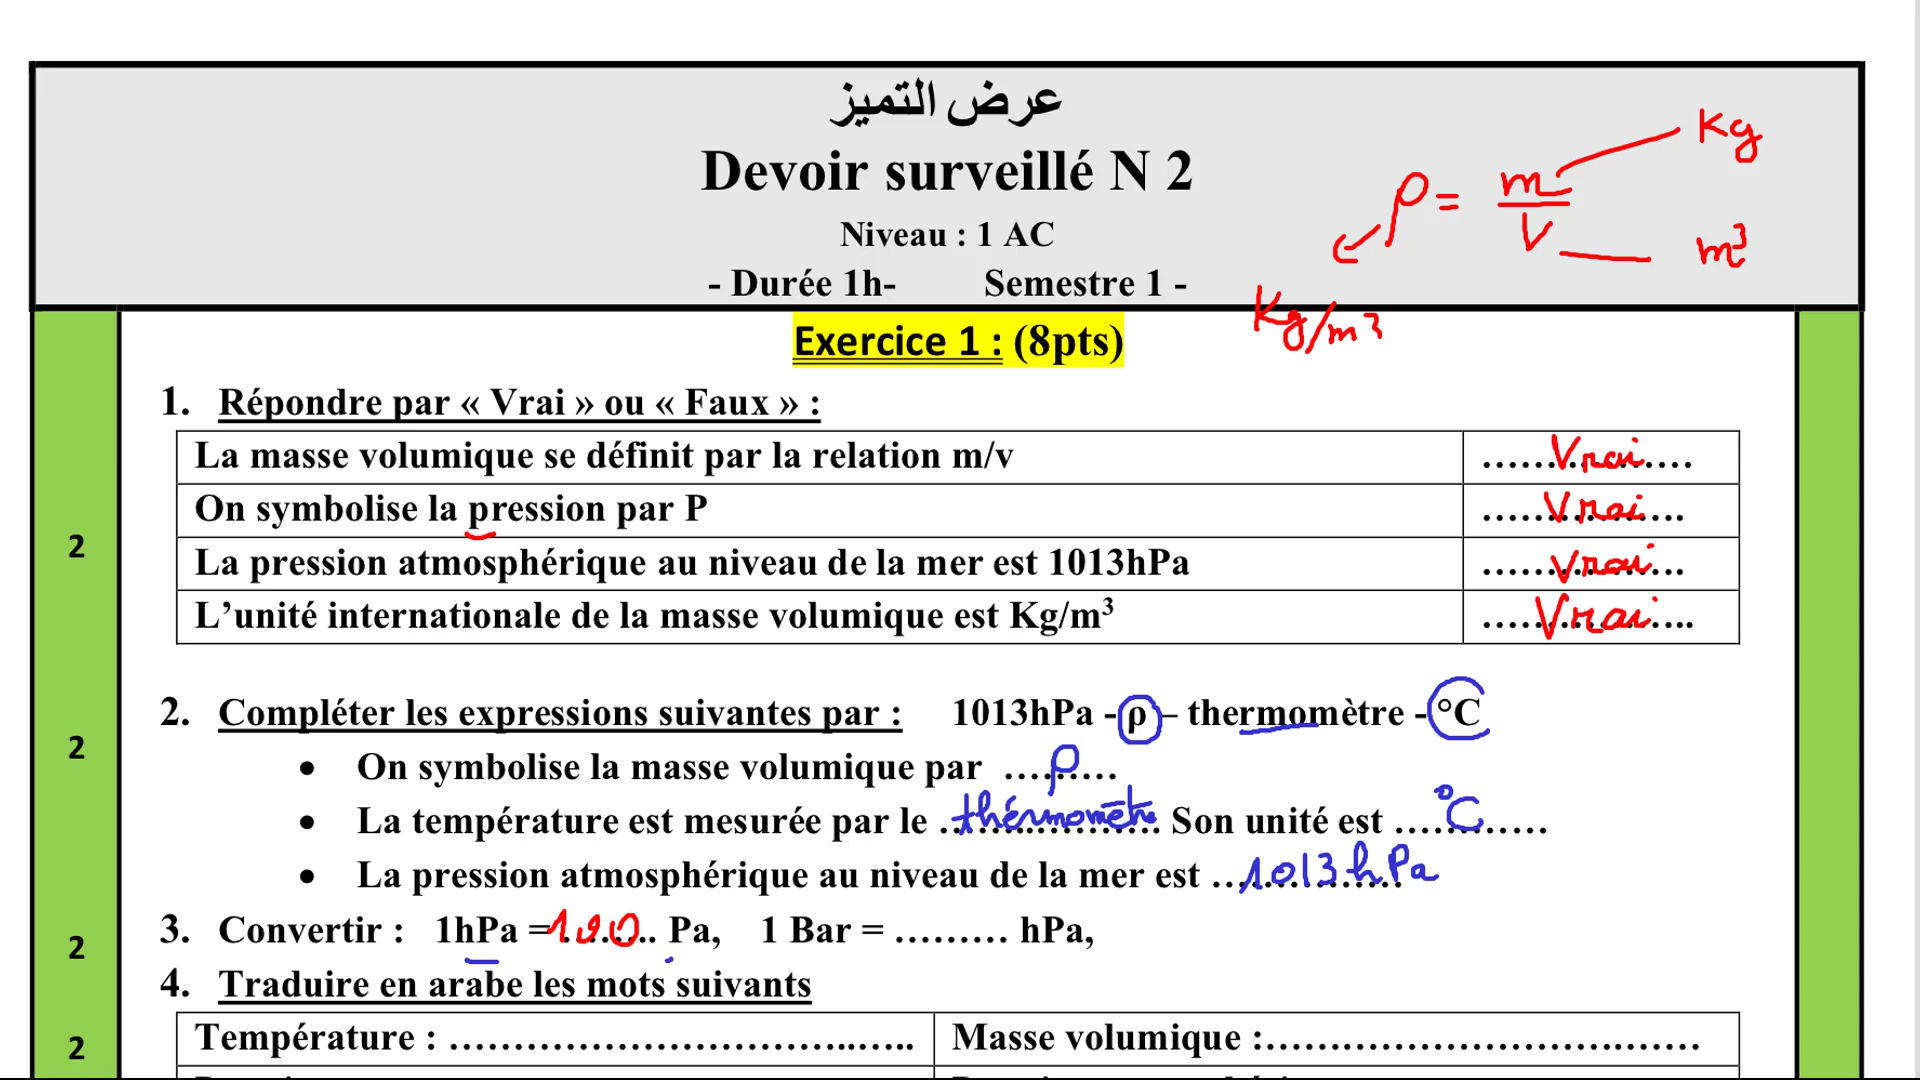 عرض التميز
Devoir surveillé N 2
Niveau : 1 AC
- Durée 1h- Semestre 1 -
ρ = m/V
Kg
m³
Kg/m³
Exercice 1 : (8pts)
1. Répondre par « Vrai » ou « Faux » :
La masse volumique se définit par la relation m/v ……Vrai……
On symbolise la pression par P ……Vrai…….
2 La pression atmosphérique au niveau de la mer est 1013hPa ……Vrai…….
L’unité internationale de la masse volumique est Kg/m³ ……Vrai……..
2. Compléter les expressions suivantes par : 1013hPa - ρ – thermomètre - °C
2
• On symbolise la masse volumique par …ρ……
• La température est mesurée par le …thérmomètre. Son unité est ……°C……
• La pression atmosphérique au niveau de la mer est ……1013hPa
2 3. Convertir : 1hPa =100.. Pa, 1 Bar = ……… hPa,
4. Traduire en arabe les mots suivants
2 Température : …………………………..….. Masse volumique :……………………………